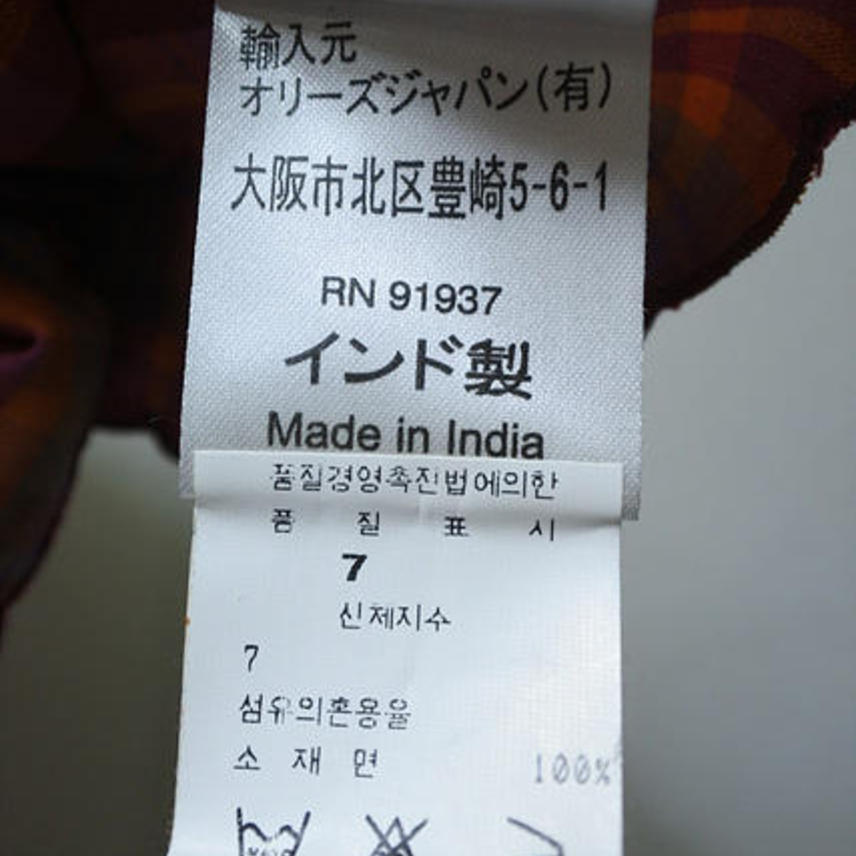 輸入元
オリーズジャパン(有)
大阪市北区豊崎5-6-1
RN 91937
インド製
Made in India
품질경영촉진법에의한
품 질 표 시
7
신체지수
7
섬유의혼용율
소 재 면 100%